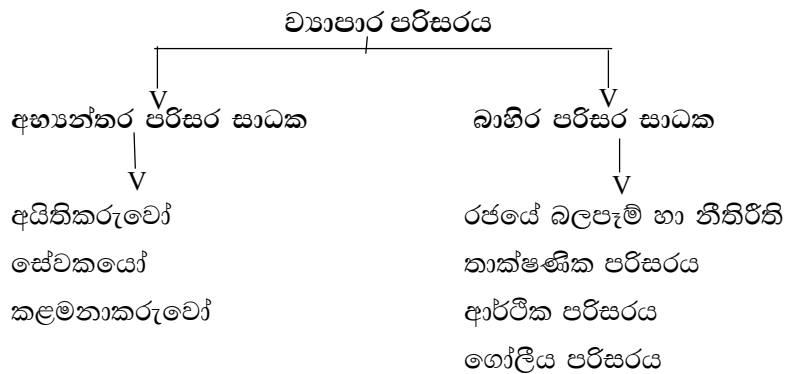 ව්‍යාපාර පරිසරය
අභ්‍යන්තර පරිසර සාධක
බාහිර පරිසර සාධක
අයිතිකරුවෝ
සේවකයෝ
කළමනාකරුවෝ
රජයේ බලපෑම් හා නීතිරීති
තාක්ෂණික පරිසරය
ආර්ථික පරිසරය
ගෝලීය පරිසරය